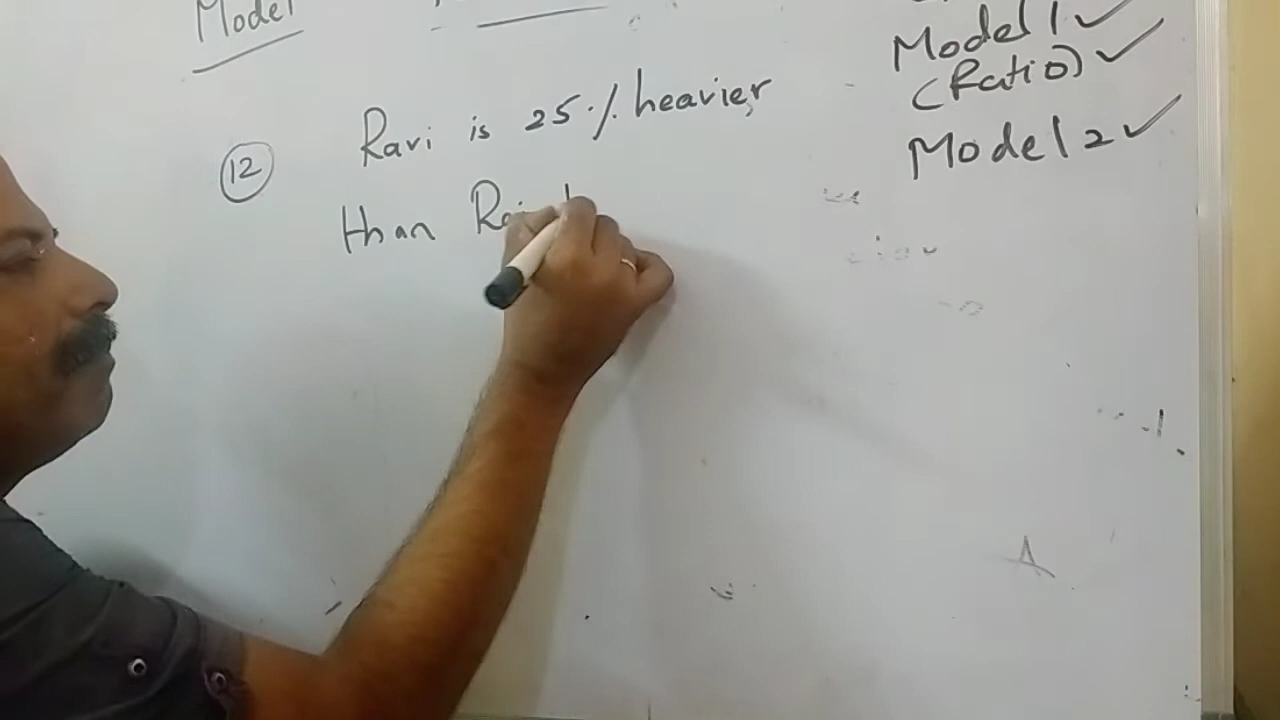 Model
Model 1 ✓
(Ratio) ✓
Model 2 ✓
(12) Ravi is 25% heavier
than